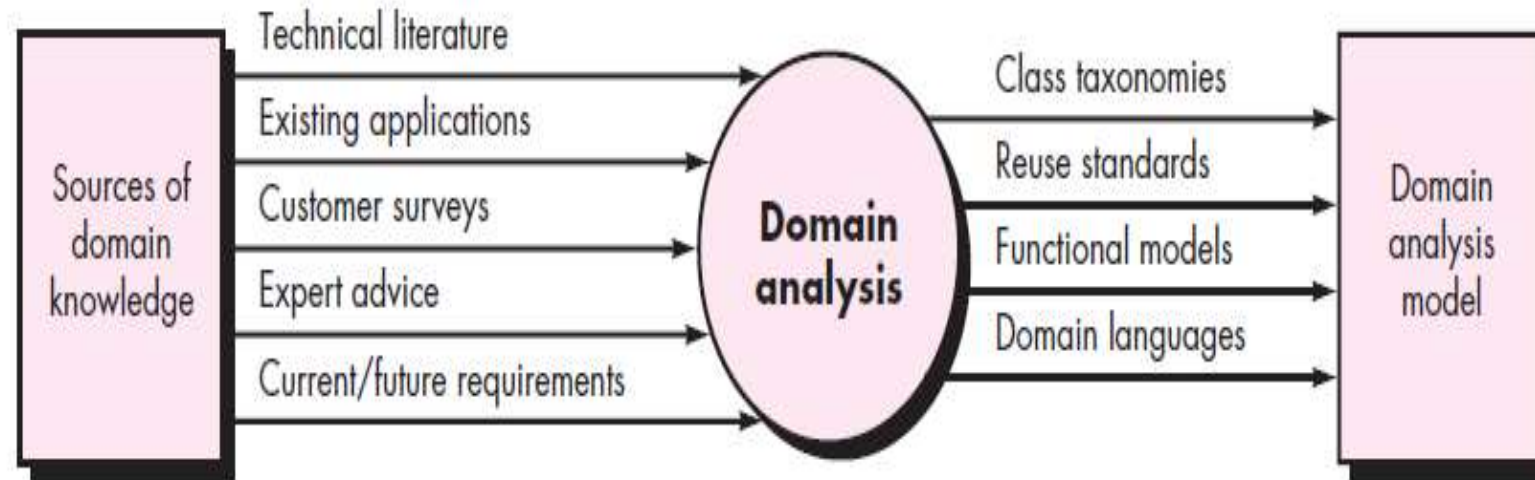 Sources of
domain
knowledge
Technical literature
Existing applications
Customer surveys
Expert advice
Current/future requirements
Domain
analysis
Class taxonomies
Reuse standards
Functional models
Domain languages
Domain
analysis
model